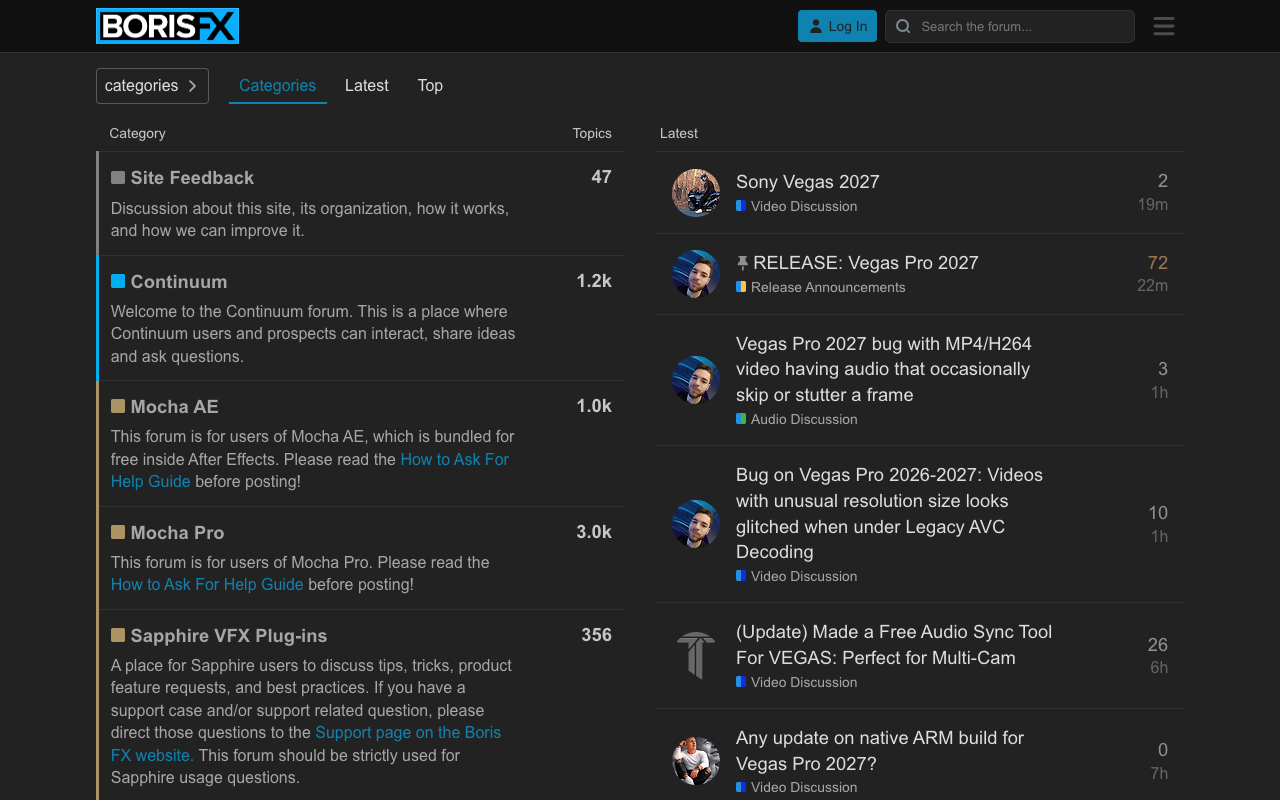 BORISFX
Log In
Search the forum...
categories
Categories
Latest
Top
Category
Topics
Site Feedback
47
Discussion about this site, its organization, how it works,
and how we can improve it.
Continuum
1.2k
Welcome to the Continuum forum. This is a place where
Continuum users and prospects can interact, share ideas
and ask questions.
Mocha AE
1.0k
This forum is for users of Mocha AE, which is bundled for
free inside After Effects. Please read the How to Ask For
Help Guide before posting!
Mocha Pro
3.0k
This forum is for users of Mocha Pro. Please read the
How to Ask For Help Guide before posting!
Sapphire VFX Plug-ins
356
A place for Sapphire users to discuss tips, tricks, product
feature requests, and best practices. If you have a
support case and/or support related question, please
direct those questions to the Support page on the Boris
FX website. This forum should be strictly used for
Sapphire usage questions.
Latest
Sony Vegas 2027
2
Video Discussion
19m
RELEASE: Vegas Pro 2027
72
Release Announcements
22m
Vegas Pro 2027 bug with MP4/H264
video having audio that occasionally
skip or stutter a frame
3
1h
Audio Discussion
Bug on Vegas Pro 2026-2027: Videos
with unusual resolution size looks
glitched when under Legacy AVC
Decoding
10
1h
Video Discussion
(Update) Made a Free Audio Sync Tool
For VEGAS: Perfect for Multi-Cam
26
6h
Video Discussion
Any update on native ARM build for
Vegas Pro 2027?
0
7h
Video Discussion